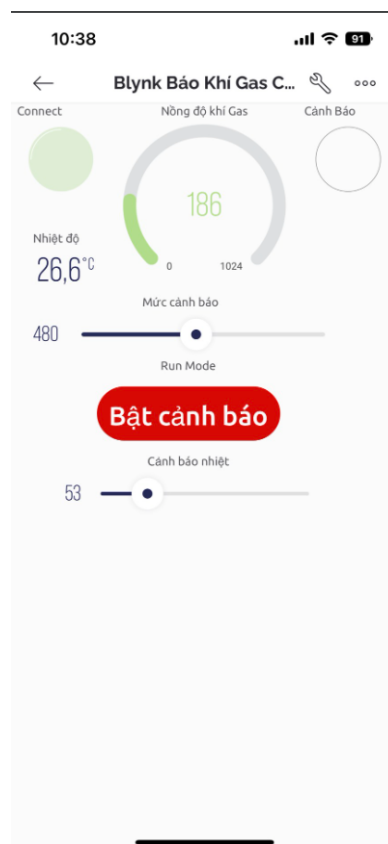 10:38
91
Blynk Báo Khí Gas C...
Connect
Nồng độ khí Gas
Cảnh Báo
186
0
1024
Nhiệt độ
26,6°C
Mức cảnh báo
480
Run Mode
Bật cảnh báo
Cảnh báo nhiệt
53